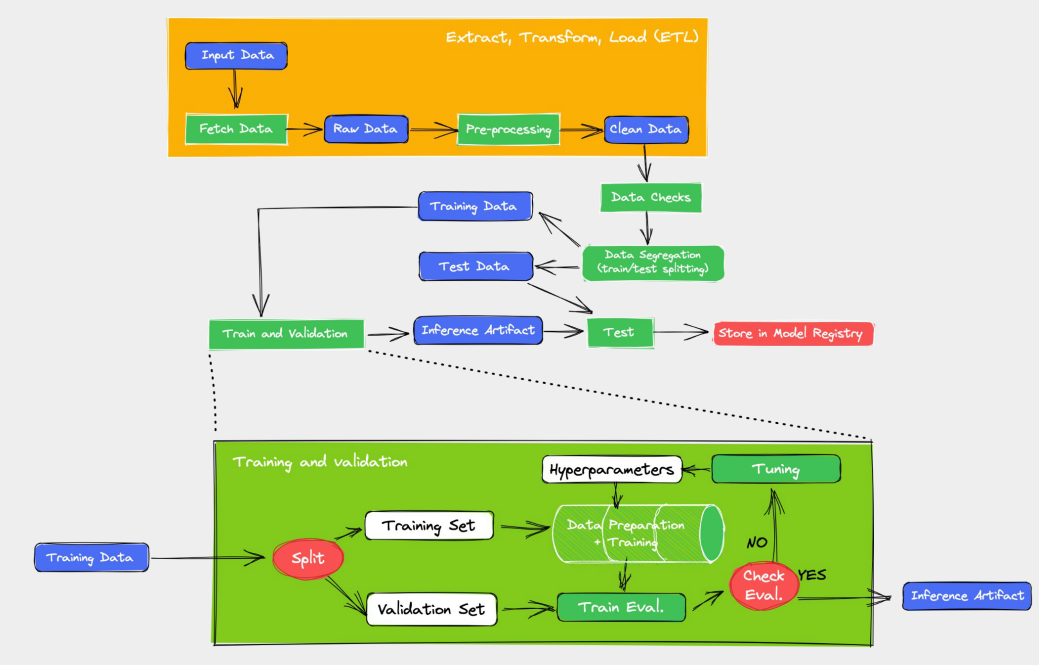 Extract, Transform, Load (ETL)
Input Data
Fetch Data
Raw Data
Pre-processing
Clean Data
Data Checks
Training Data
Data Segregation
(train/test splitting)
Test Data
Train and Validation
Inference Artifact
Test
Store in Model Registry
Training and validation
Hyperparameters
Tuning
Training Set
Data Preparation
+ Training
NO
Training Data
Split
Check
Eval.
YES
Validation Set
Train Eval.
Inference Artifact